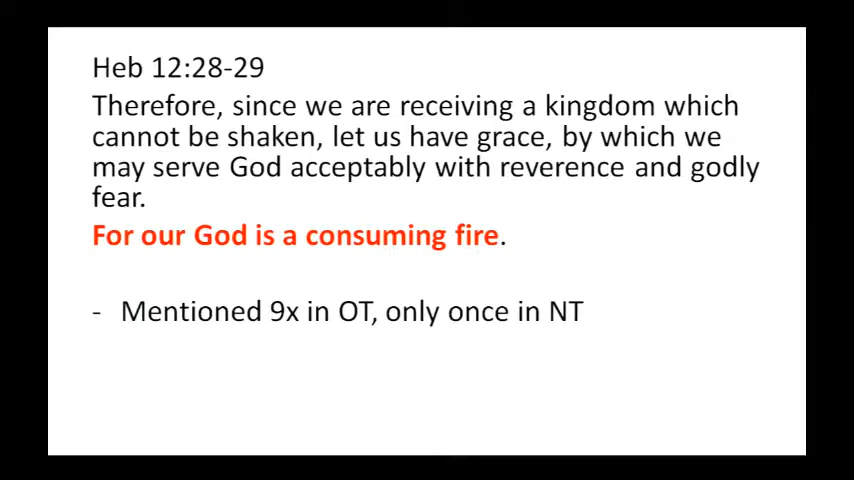 Heb 12:28-29
Therefore, since we are receiving a kingdom which
cannot be shaken, let us have grace, by which we
may serve God acceptably with reverence and godly
fear.
For our God is a consuming fire.
- Mentioned 9x in OT, only once in NT